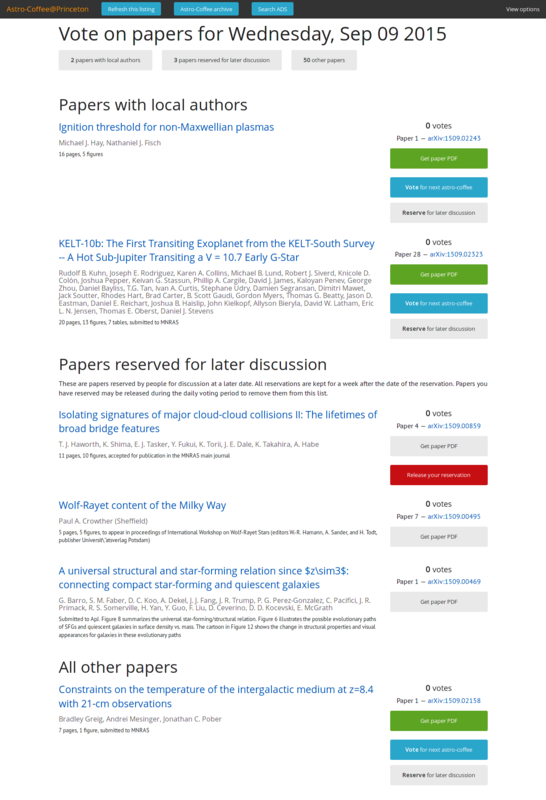 Astro-Coffee@Princeton Refresh this listing Astro-Coffee archive Search ADS View options
Vote on papers for Wednesday, Sep 09 2015
2 papers with local authors 3 papers reserved for later discussion 50 other papers
Papers with local authors
Ignition threshold for non-Maxwellian plasmas
Michael J. Hay, Nathaniel J. Fisch
16 pages, 5 figures
0 votes
Paper 1 — arXiv:1509.02243
Get paper PDF
Vote for next astro-coffee
Reserve for later discussion
KELT-10b: The First Transiting Exoplanet from the KELT-South Survey
-- A Hot Sub-Jupiter Transiting a V = 10.7 Early G-Star
Rudolf B. Kuhn, Joseph E. Rodriguez, Karen A. Collins, Michael B. Lund, Robert J. Siverd, Knicole D.
Colón, Joshua Pepper, Keivan G. Stassun, Phillip A. Cargile, David J. James, Kaloyan Penev, George
Zhou, Daniel Bayliss, T.G. Tan, Ivan A. Curtis, Stephane Udry, Damien Segransan, Dimitri Mawet,
Jack Soutter, Rhodes Hart, Brad Carter, B. Scott Gaudi, Gordon Myers, Thomas G. Beatty, Jason D.
Eastman, Daniel E. Reichart, Joshua B. Haislip, John Kielkopf, Allyson Bieryla, David W. Latham, Eric
L. N. Jensen, Thomas E. Oberst, Daniel J. Stevens
20 pages, 13 figures, 7 tables, submitted to MNRAS
0 votes
Paper 28 — arXiv:1509.02323
Get paper PDF
Vote for next astro-coffee
Reserve for later discussion
Papers reserved for later discussion
These are papers reserved by people for discussion at a later date. All reservations are kept for a week after the date of the reservation. Papers you
have reserved may be released during the daily voting period to remove them from this list.
Isolating signatures of major cloud-cloud collisions II: The lifetimes of
broad bridge features
T. J. Haworth, K. Shima, E. J. Tasker, Y. Fukui, K. Torii, J. E. Dale, K. Takahira, A. Habe
11 pages, 10 figures, accepted for publication in the MNRAS main journal
0 votes
Paper 4 — arXiv:1509.00859
Get paper PDF
Release your reservation
Wolf-Rayet content of the Milky Way
Paul A. Crowther (Sheffield)
5 pages, 5 figures, to appear in proceedings of International Workshop on Wolf-Rayet Stars (editors W-R. Hamann, A. Sander, and H. Todt,
publisher Universit\"atsverlag Potsdam)
0 votes
Paper 7 — arXiv:1509.00495
Get paper PDF
A universal structural and star-forming relation since $z\sim3$:
connecting compact star-forming and quiescent galaxies
G. Barro, S. M. Faber, D. C. Koo, A. Dekel, J. J. Fang, J. R. Trump, P. G. Perez-Gonzalez, C. Pacifici, J. R.
Primack, R. S. Somerville, H. Yan, Y. Guo, F. Liu, D. Ceverino, D. D. Kocevski, E. McGrath
Submitted to ApJ. Figure 8 summarizes the universal star-forming/structural relation. Figure 6 illustrates the possible evolutionary paths
of SFGs and quiescent galaxies in surface density vs. mass. The cartoon in Figure 12 shows the change in structural properties and visual
appearances for galaxies in these evolutionary paths
0 votes
Paper 1 — arXiv:1509.00469
Get paper PDF
All other papers
Constraints on the temperature of the intergalactic medium at z=8.4
with 21-cm observations
Bradley Greig, Andrei Mesinger, Jonathan C. Pober
7 pages, 1 figure, submitted to MNRAS
0 votes
Paper 1 — arXiv:1509.02158
Get paper PDF
Vote for next astro-coffee
Reserve for later discussion